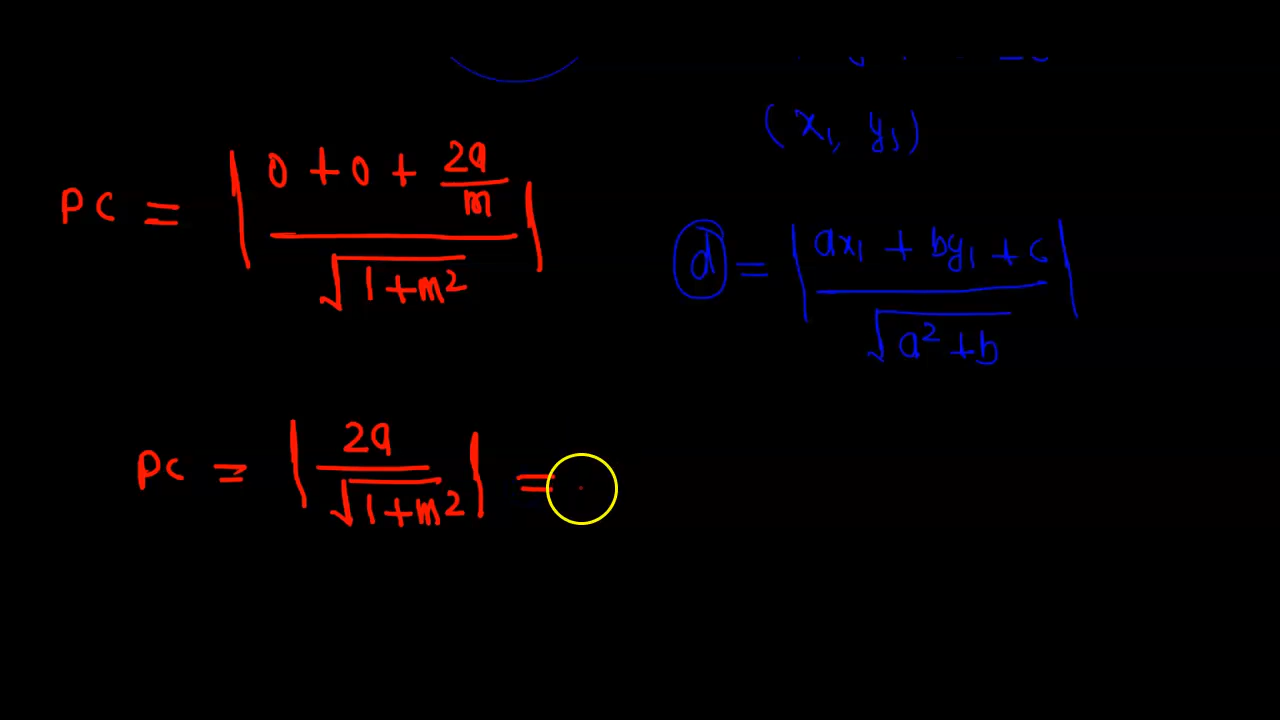 (x₁, y₁)
PC = | (0 + 0 + 2a/m) / √(1+m²) |
d = | (ax₁ + by₁ + c) / √(a² + b) |
PC = | 2a / √(1+m²) | =